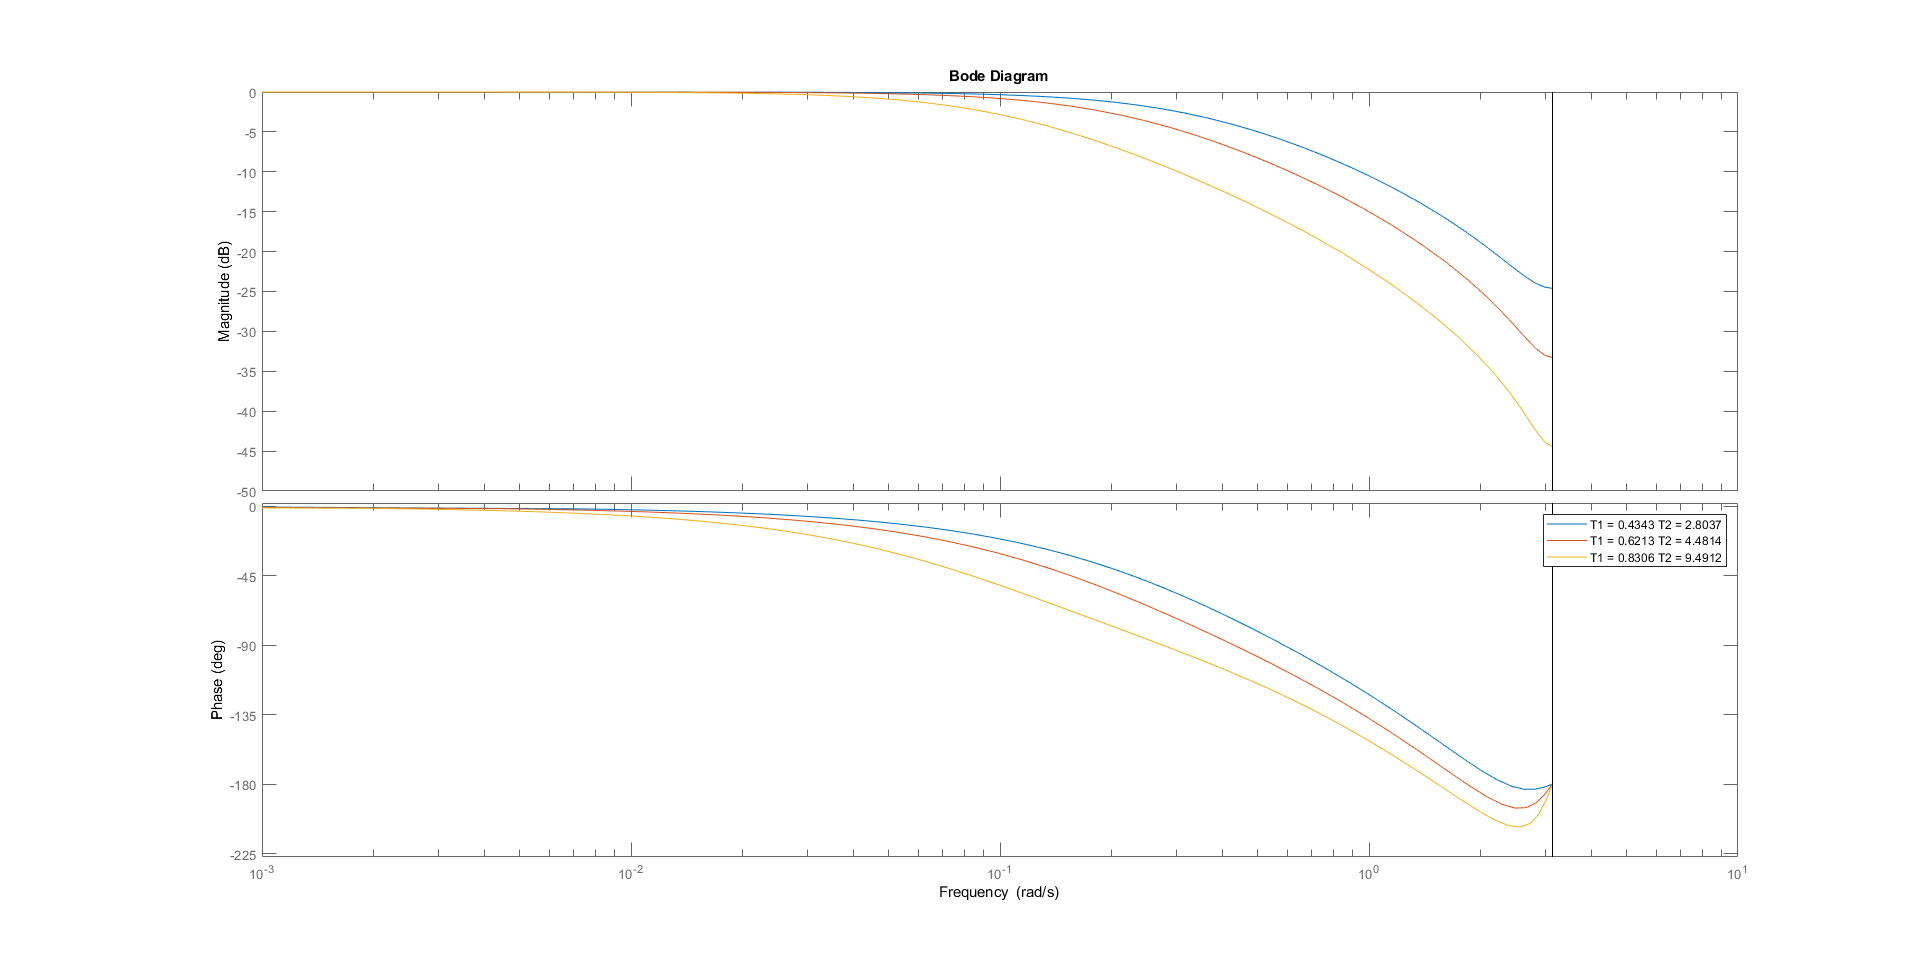 Bode Diagram
Magnitude (dB)
0
-5
-10
-15
-20
-25
-30
-35
-40
-45
-50
Phase (deg)
0
-45
-90
-135
-180
-225
T1 = 0.4343 T2 = 2.8037
T1 = 0.6213 T2 = 4.4814
T1 = 0.8306 T2 = 9.4912
10^-3 10^-2 10^-1 10^0 10^1
Frequency (rad/s)